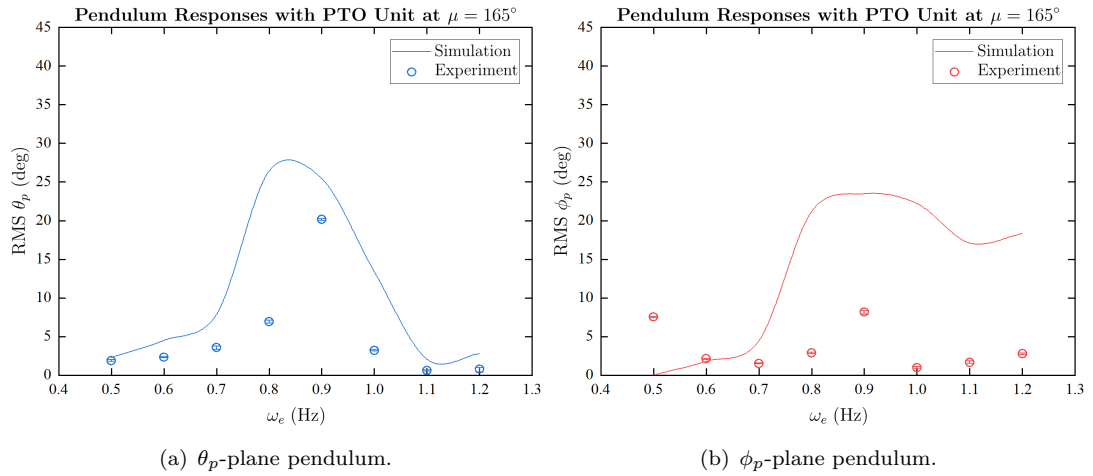 Pendulum Responses with PTO Unit at μ = 165°
45
40
35
30
25
20
15
10
5
0
RMS θp (deg)
Simulation
Experiment
0.4 0.5 0.6 0.7 0.8 0.9 1.0 1.1 1.2 1.3
ωe (Hz)
(a) θp-plane pendulum.
Pendulum Responses with PTO Unit at μ = 165°
45
40
35
30
25
20
15
10
5
0
RMS ϕp (deg)
Simulation
Experiment
0.4 0.5 0.6 0.7 0.8 0.9 1.0 1.1 1.2 1.3
ωe (Hz)
(b) ϕp-plane pendulum.